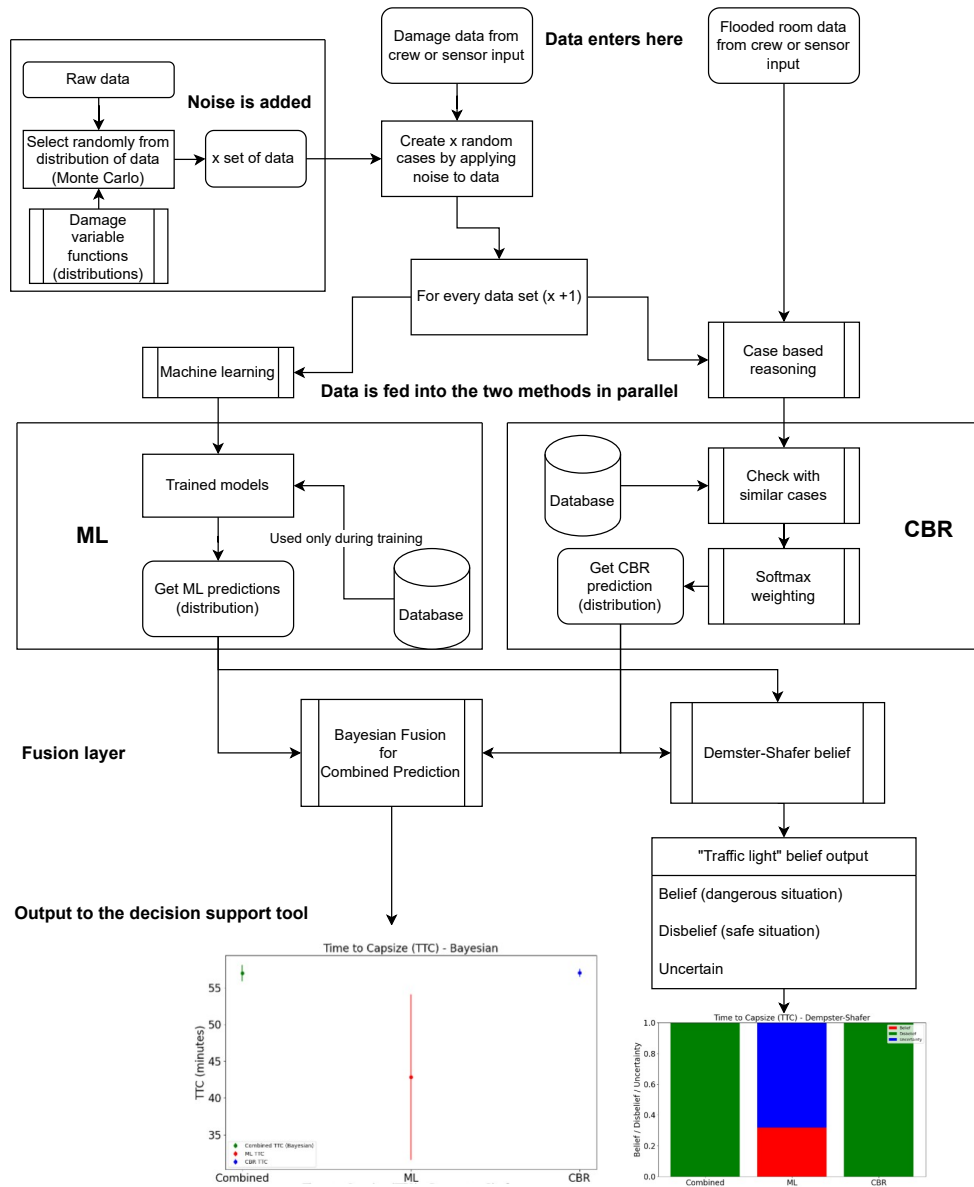 Damage data from
crew or sensor input
Data enters here
Flooded room data
from crew or sensor
input
Raw data
Noise is added
Select randomly from
distribution of data
(Monte Carlo)
x set of data
Create x random
cases by applying
noise to data
Damage
variable
functions
(distributions)
For every data set (x +1)
Machine learning
Case based
reasoning
Data is fed into the two methods in parallel
Trained models
Database
Check with
similar cases
ML
CBR
Used only during training
Get ML predictions
(distribution)
Database
Get CBR
prediction
(distribution)
Softmax
weighting
Fusion layer
Bayesian Fusion
for
Combined Prediction
Demster-Shafer belief
"Traffic light" belief output
Belief (dangerous situation)
Disbelief (safe situation)
Uncertain
Output to the decision support tool
Time to Capsize (TTC) - Bayesian
TTC (minutes)
55
50
45
40
35
Combined TTC (Bayesian)
ML TTC
CBR TTC
Combined
ML
CBR
Time to Capsize (TTC) - Dempster-Shafer
Belief / Disbelief / Uncertainty
1.0
0.8
0.6
0.4
0.2
0.0
Belief
Disbelief
Uncertainty
Combined
ML
CBR